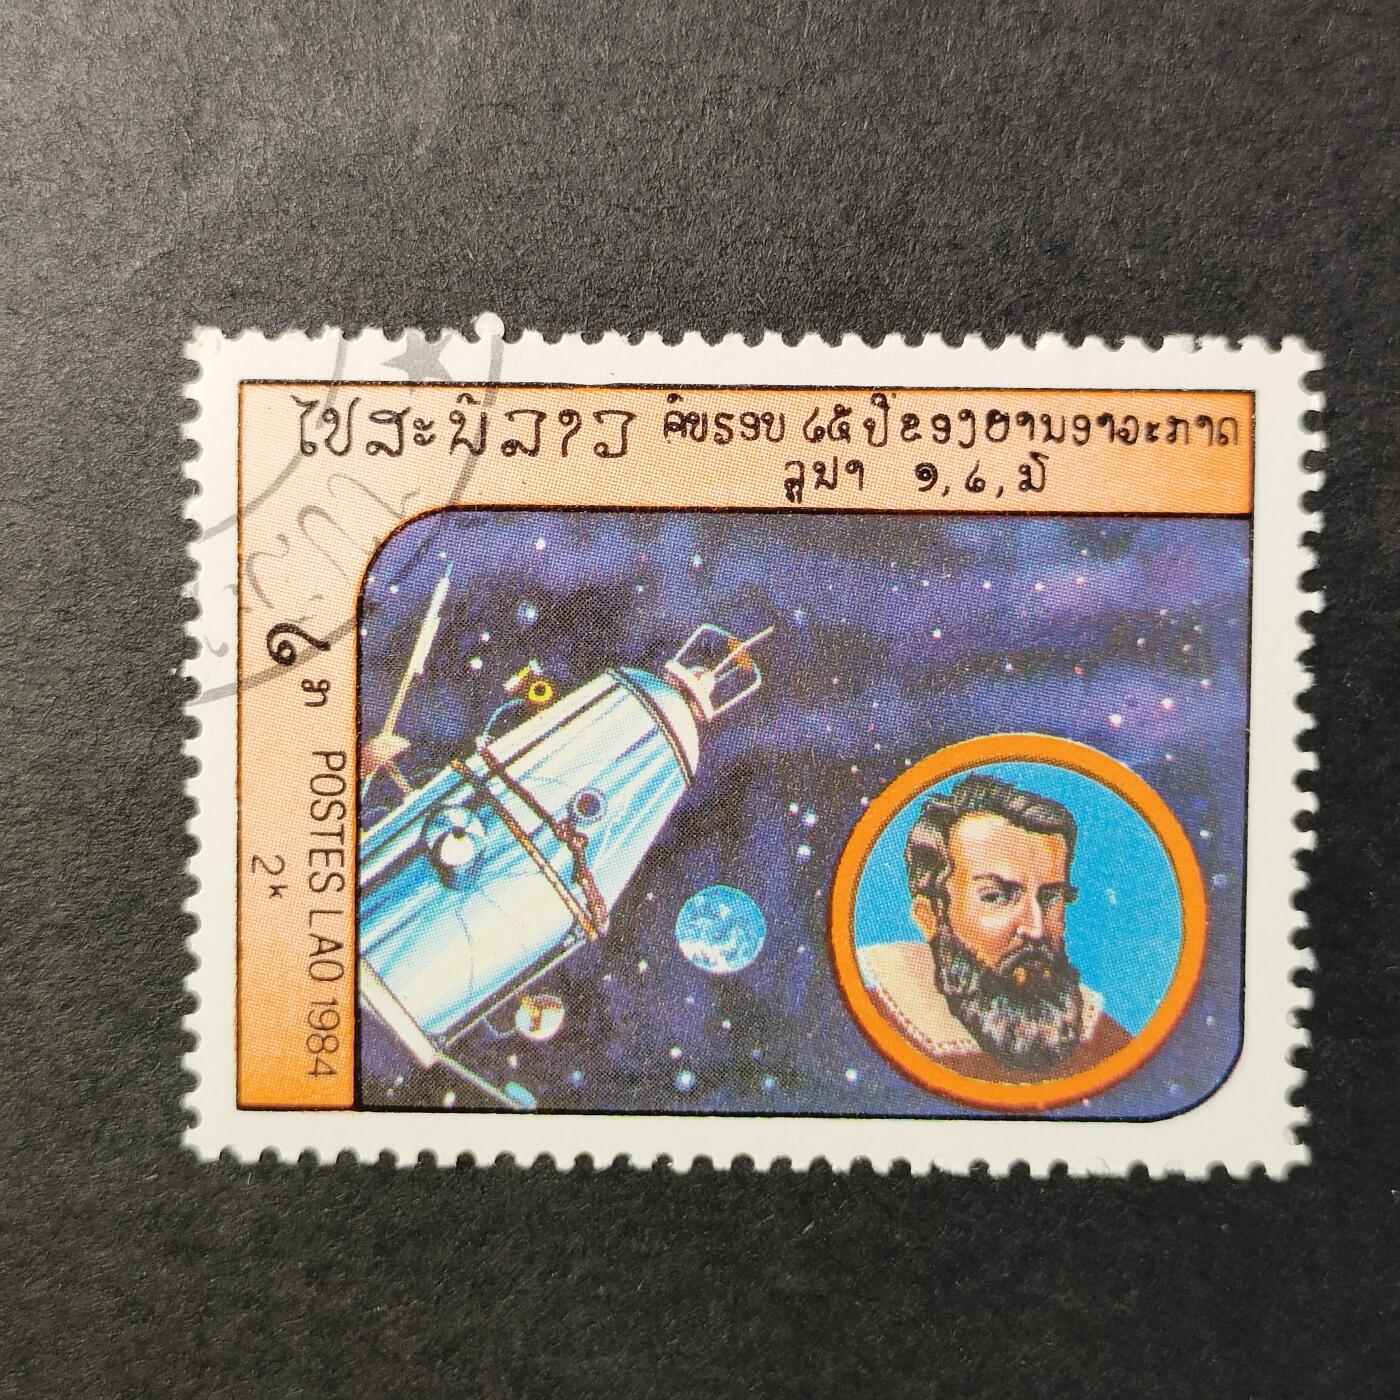 ໄປສະນີລາວ ຄົບຮອບ ໒໕ ປີຂອງຍານອາວະກາດ
ລູນາ ໑,໒,ນີ
໒ ກ
POSTES LAO 1984
2K